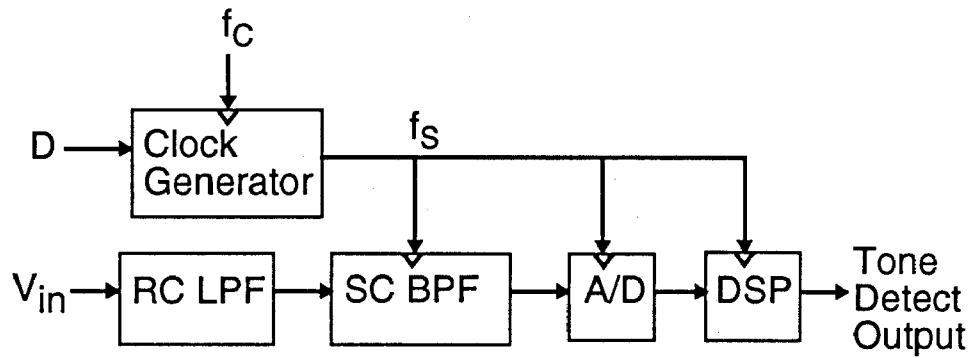 fC
D
Clock
Generator
fS
Vin
RC LPF
SC BPF
A/D
DSP
Tone
Detect
Output